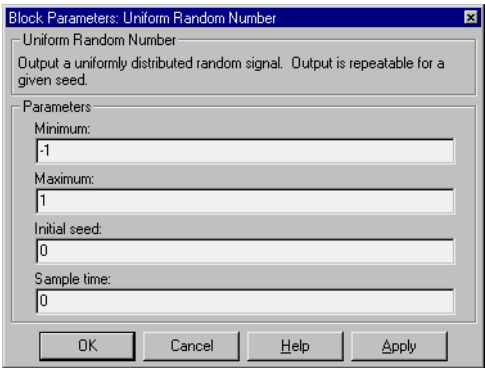 Block Parameters: Uniform Random Number
Uniform Random Number
Output a uniformly distributed random signal.  Output is repeatable for a
given seed.
Parameters
Minimum:
-1
Maximum:
1
Initial seed:
0
Sample time:
0
OK
Cancel
Help
Apply